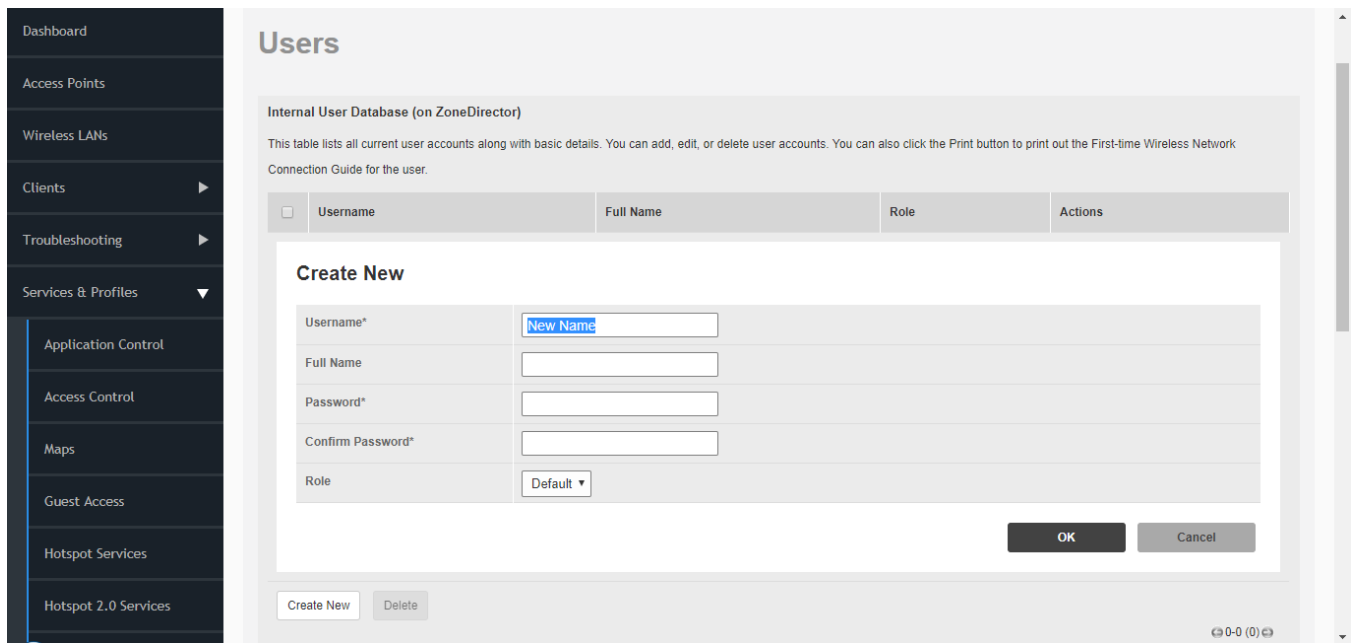 Dashboard
Access Points
Wireless LANs
Clients
Troubleshooting
Services & Profiles
Application Control
Access Control
Maps
Guest Access
Hotspot Services
Hotspot 2.0 Services
Users
Internal User Database (on ZoneDirector)
This table lists all current user accounts along with basic details. You can add, edit, or delete user accounts. You can also click the Print button to print out the First-time Wireless Network
Connection Guide for the user.
Username Full Name Role Actions
Create New
Username* New Name
Full Name
Password*
Confirm Password*
Role Default
OK Cancel
Create New Delete
0-0 (0)